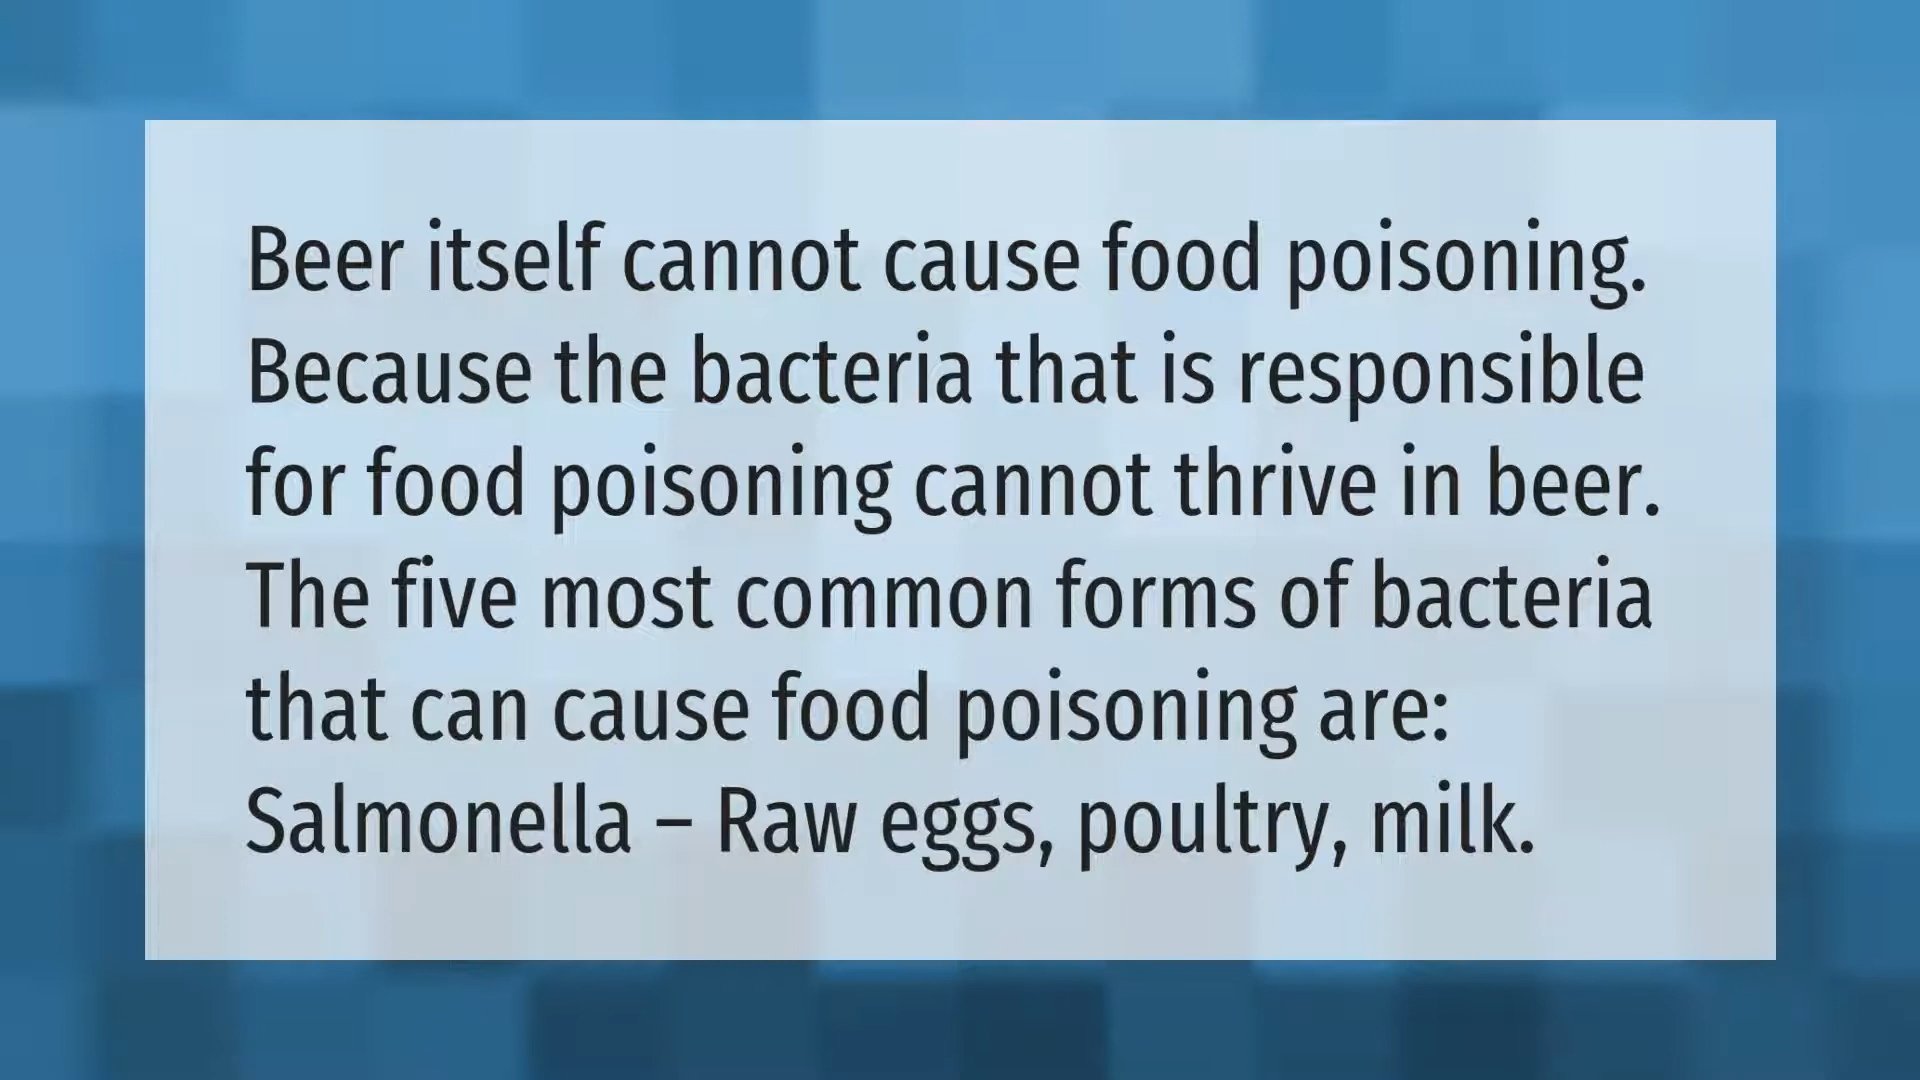 Beer itself cannot cause food poisoning.
Because the bacteria that is responsible
for food poisoning cannot thrive in beer.
The five most common forms of bacteria
that can cause food poisoning are:
Salmonella – Raw eggs, poultry, milk.